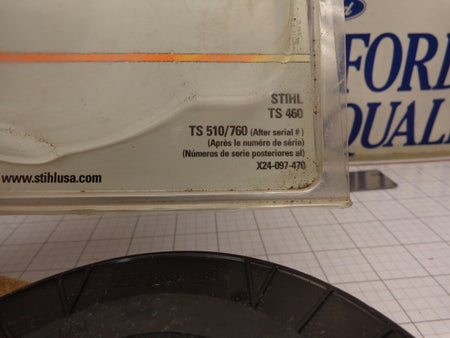 Ford
FOR
QUAL
STIHL
TS 460
TS 510/760 (After serial # )
(Après le numéro de série)
(Números de serie posteriores al)
X24-097-470
www.stihlusa.com